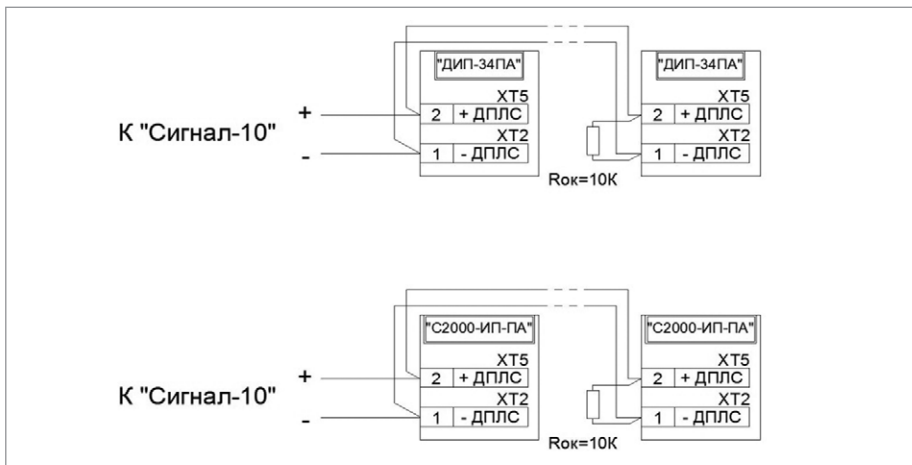 "ДИП-34ПА" "ДИП-34ПА"
XT5 XT5
+ 2 + ДПЛС 2 + ДПЛС
К "Сигнал-10"
XT2 XT2
- 1 - ДПЛС 1 - ДПЛС
Rок=10К
"С2000-ИП-ПА" "С2000-ИП-ПА"
XT5 XT5
+ 2 + ДПЛС 2 + ДПЛС
К "Сигнал-10"
XT2 XT2
- 1 - ДПЛС 1 - ДПЛС
Rок=10К